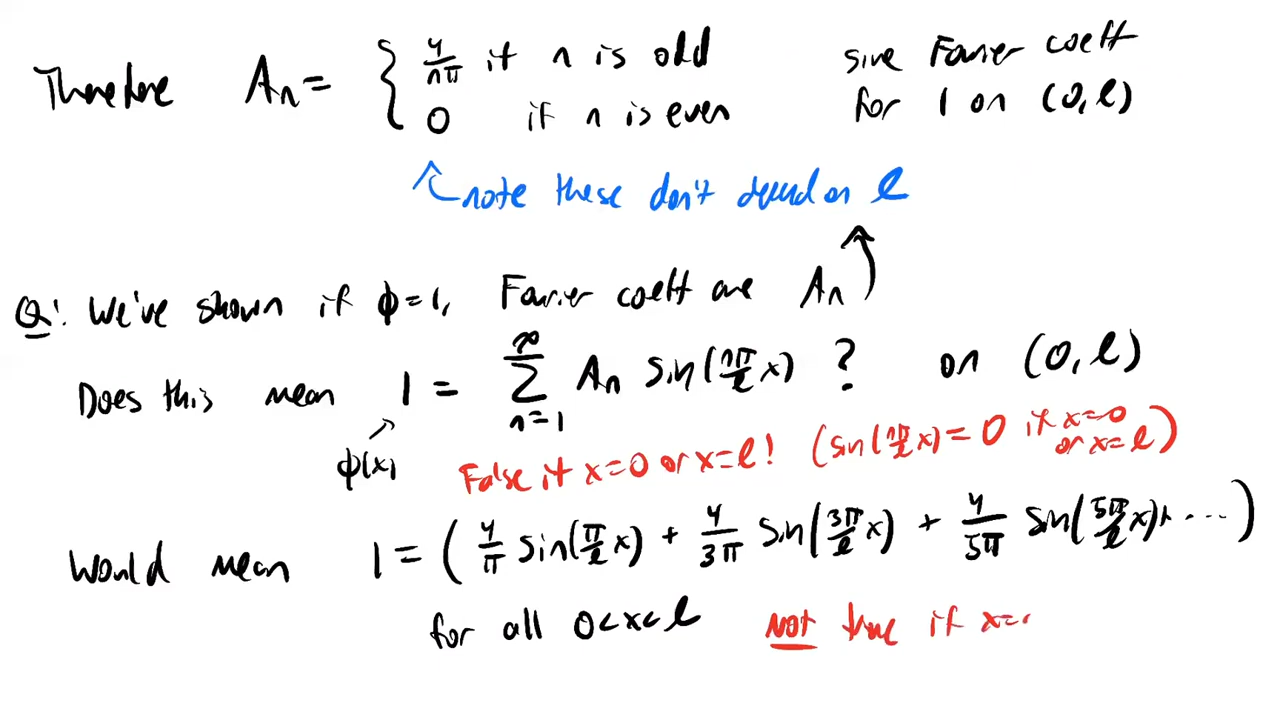 Therefore An = { 4/nπ if n is odd   sine Fourier coeff
0 if n is even   for 1 on (0, ℓ)
note these don't depend on ℓ
Q: We've shown if φ=1, Fourier coeff are An
Does this mean 1 = ∑_{n=1}^{∞} An sin(nπ/ℓ x) ? on (0, ℓ)
φ(x)
False if x=0 or x=ℓ! (sin(nπ/ℓ x) = 0 if x=0
or x=ℓ)
Would mean 1 = (4/π sin(π/ℓ x) + 4/3π sin(3π/ℓ x) + 4/5π sin(5π/ℓ x)+ ...)
for all 0<x<ℓ   NOT true if x=